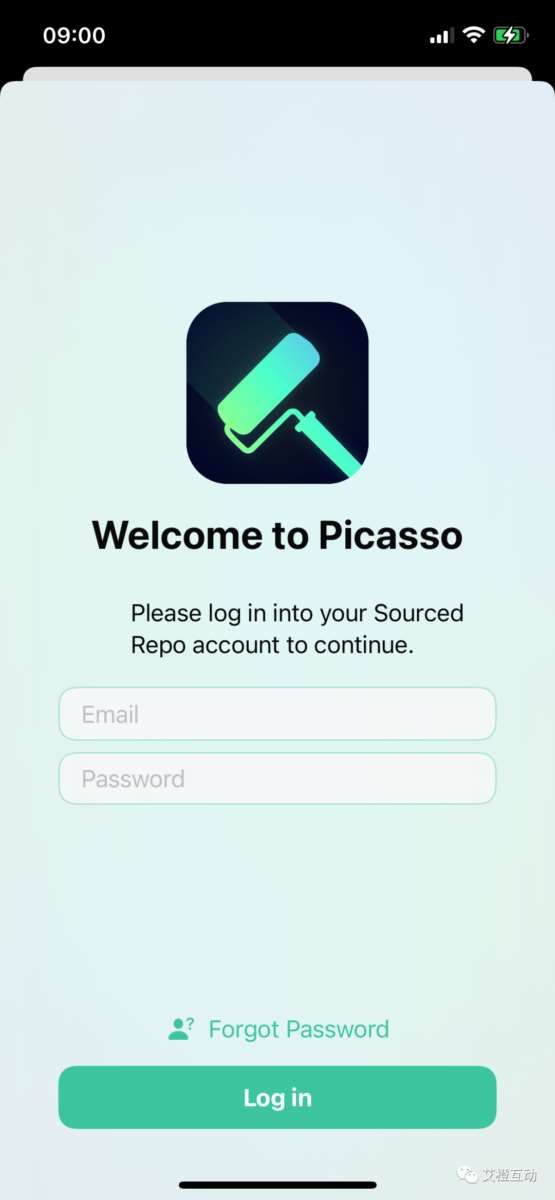 09:00
Welcome to Picasso
Please log in into your Sourced
Repo account to continue.
Email
Password
Forgot Password
Log in
艾橙互动